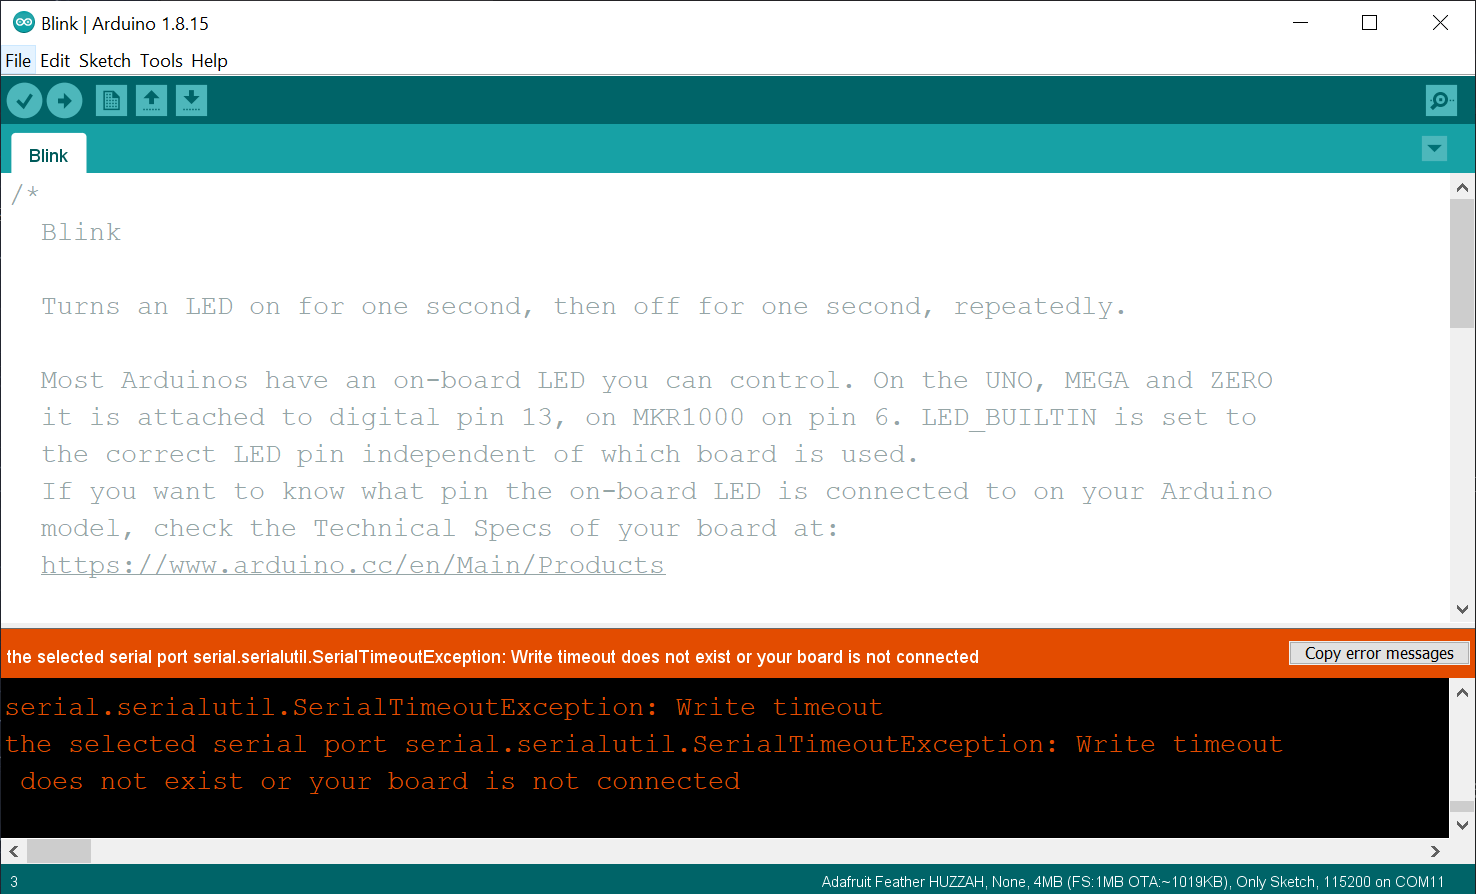 Blink | Arduino 1.8.15
File Edit Sketch Tools Help
Blink
/*
Blink
Turns an LED on for one second, then off for one second, repeatedly.
Most Arduinos have an on-board LED you can control. On the UNO, MEGA and ZERO
it is attached to digital pin 13, on MKR1000 on pin 6. LED_BUILTIN is set to
the correct LED pin independent of which board is used.
If you want to know what pin the on-board LED is connected to on your Arduino
model, check the Technical Specs of your board at:
https://www.arduino.cc/en/Main/Products
the selected serial port serial.serialutil.SerialTimeoutException: Write timeout does not exist or your board is not connected
Copy error messages
serial.serialutil.SerialTimeoutException: Write timeout
the selected serial port serial.serialutil.SerialTimeoutException: Write timeout
does not exist or your board is not connected
3
Adafruit Feather HUZZAH, None, 4MB (FS:1MB OTA:~1019KB), Only Sketch, 115200 on COM11